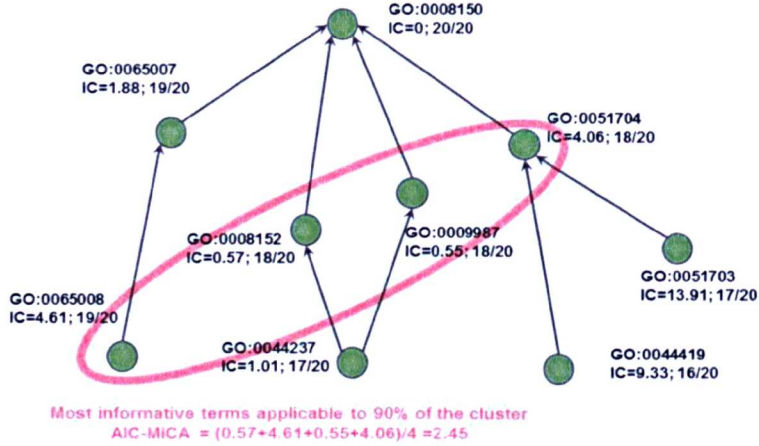 GO:0008150
IC=0; 20/20
GO:0065007
IC=1.88; 19/20
GO:0051704
IC=4.06; 18/20
GO:0008152
IC=0.57; 18/20
GO:0009987
IC=0.55; 18/20
GO:0051703
IC=13.91; 17/20
GO:0065008
IC=4.61; 19/20
GO:0044237
IC=1.01; 17/20
GO:0044419
IC=9.33; 16/20
Most informative terms applicable to 90% of the cluster
AIC-MiCA = (0.57+4.61+0.55+4.06)/4 =2.45